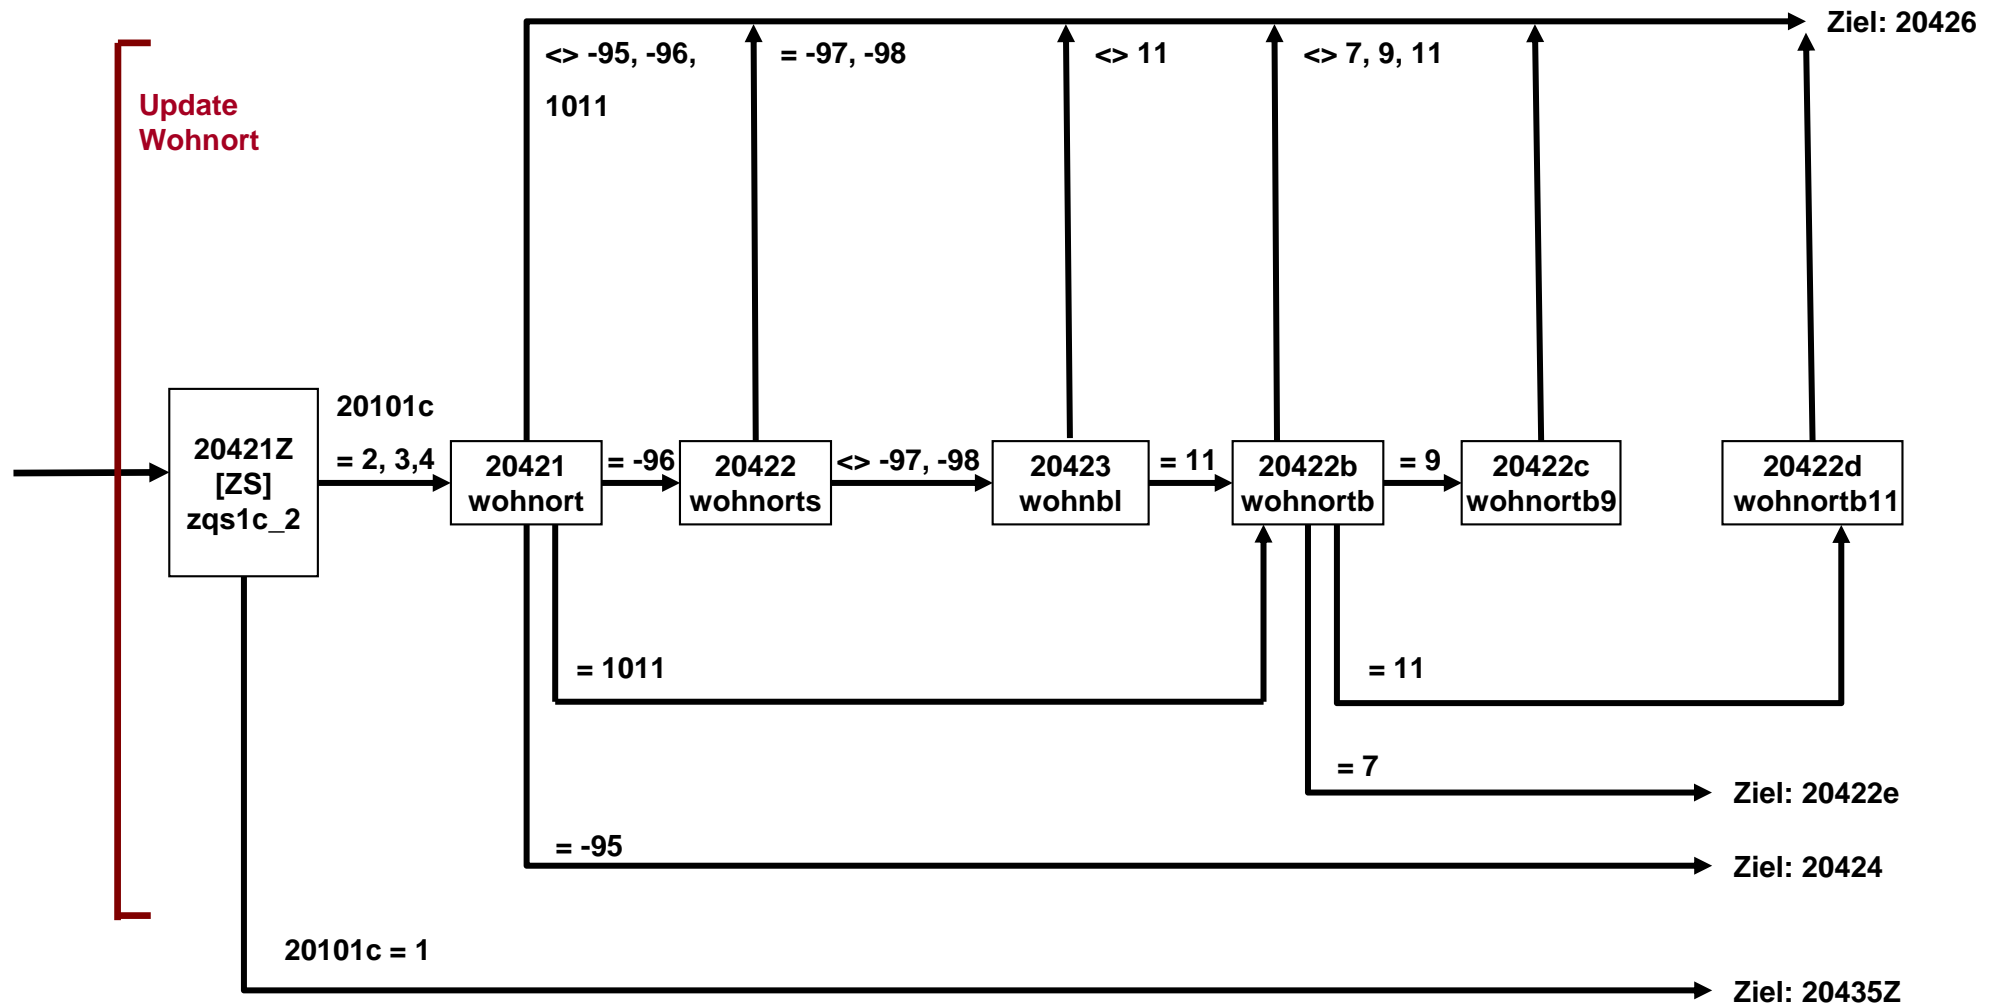 Ziel: 20426
<> -95, -96,
1011
= -97, -98
<> 11
<> 7, 9, 11
Update
Wohnort
20101c
= 2, 3,4
20421Z
[ZS]
zqs1c_2
20421
wohnort
= -96
20422
wohnorts
<> -97, -98
20423
wohnbl
= 11
20422b
wohnortb
= 9
20422c
wohnortb9
20422d
wohnortb11
= 1011
= 11
= 7
Ziel: 20422e
= -95
Ziel: 20424
20101c = 1
Ziel: 20435Z